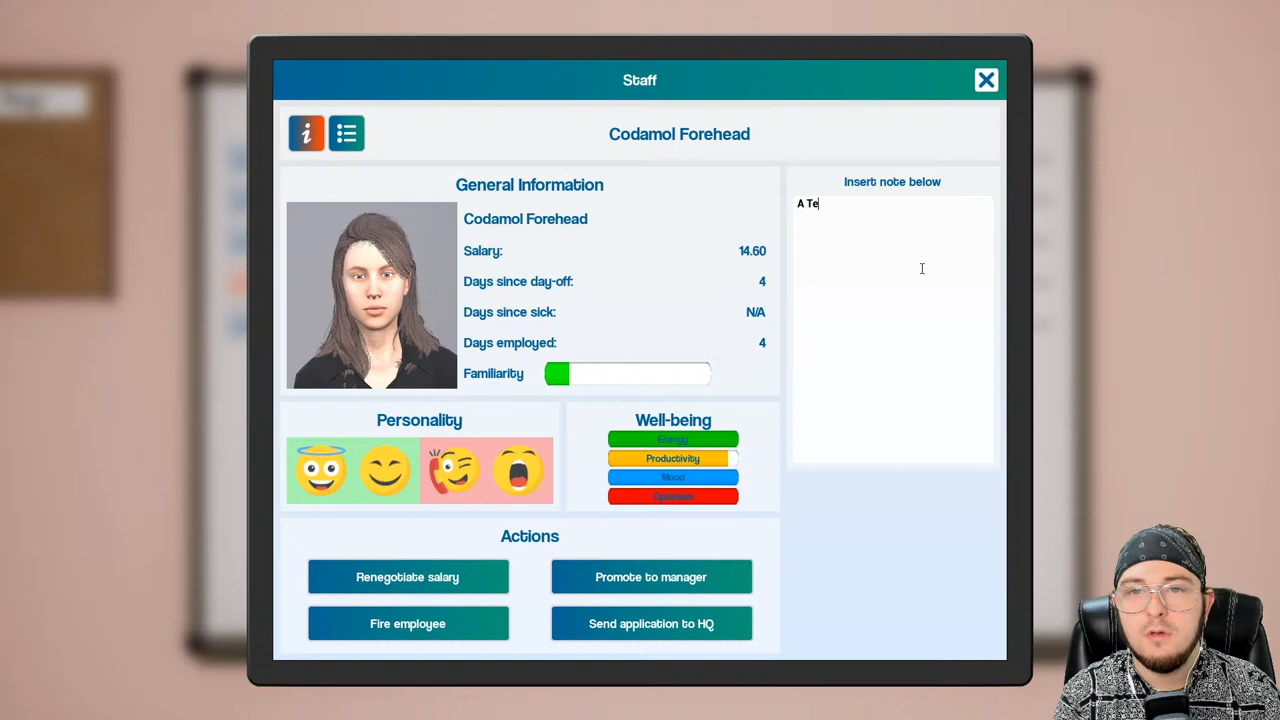 Staff
Codamol Forehead
General Information
Codamol Forehead
Salary: 14.60
Days since day-off: 4
Days since sick: N/A
Days employed: 4
Familiarity
Insert note below
A Te
Personality
Well-being
Energy
Productivity
Mood
Optimism
Actions
Renegotiate salary
Promote to manager
Fire employee
Send application to HQ